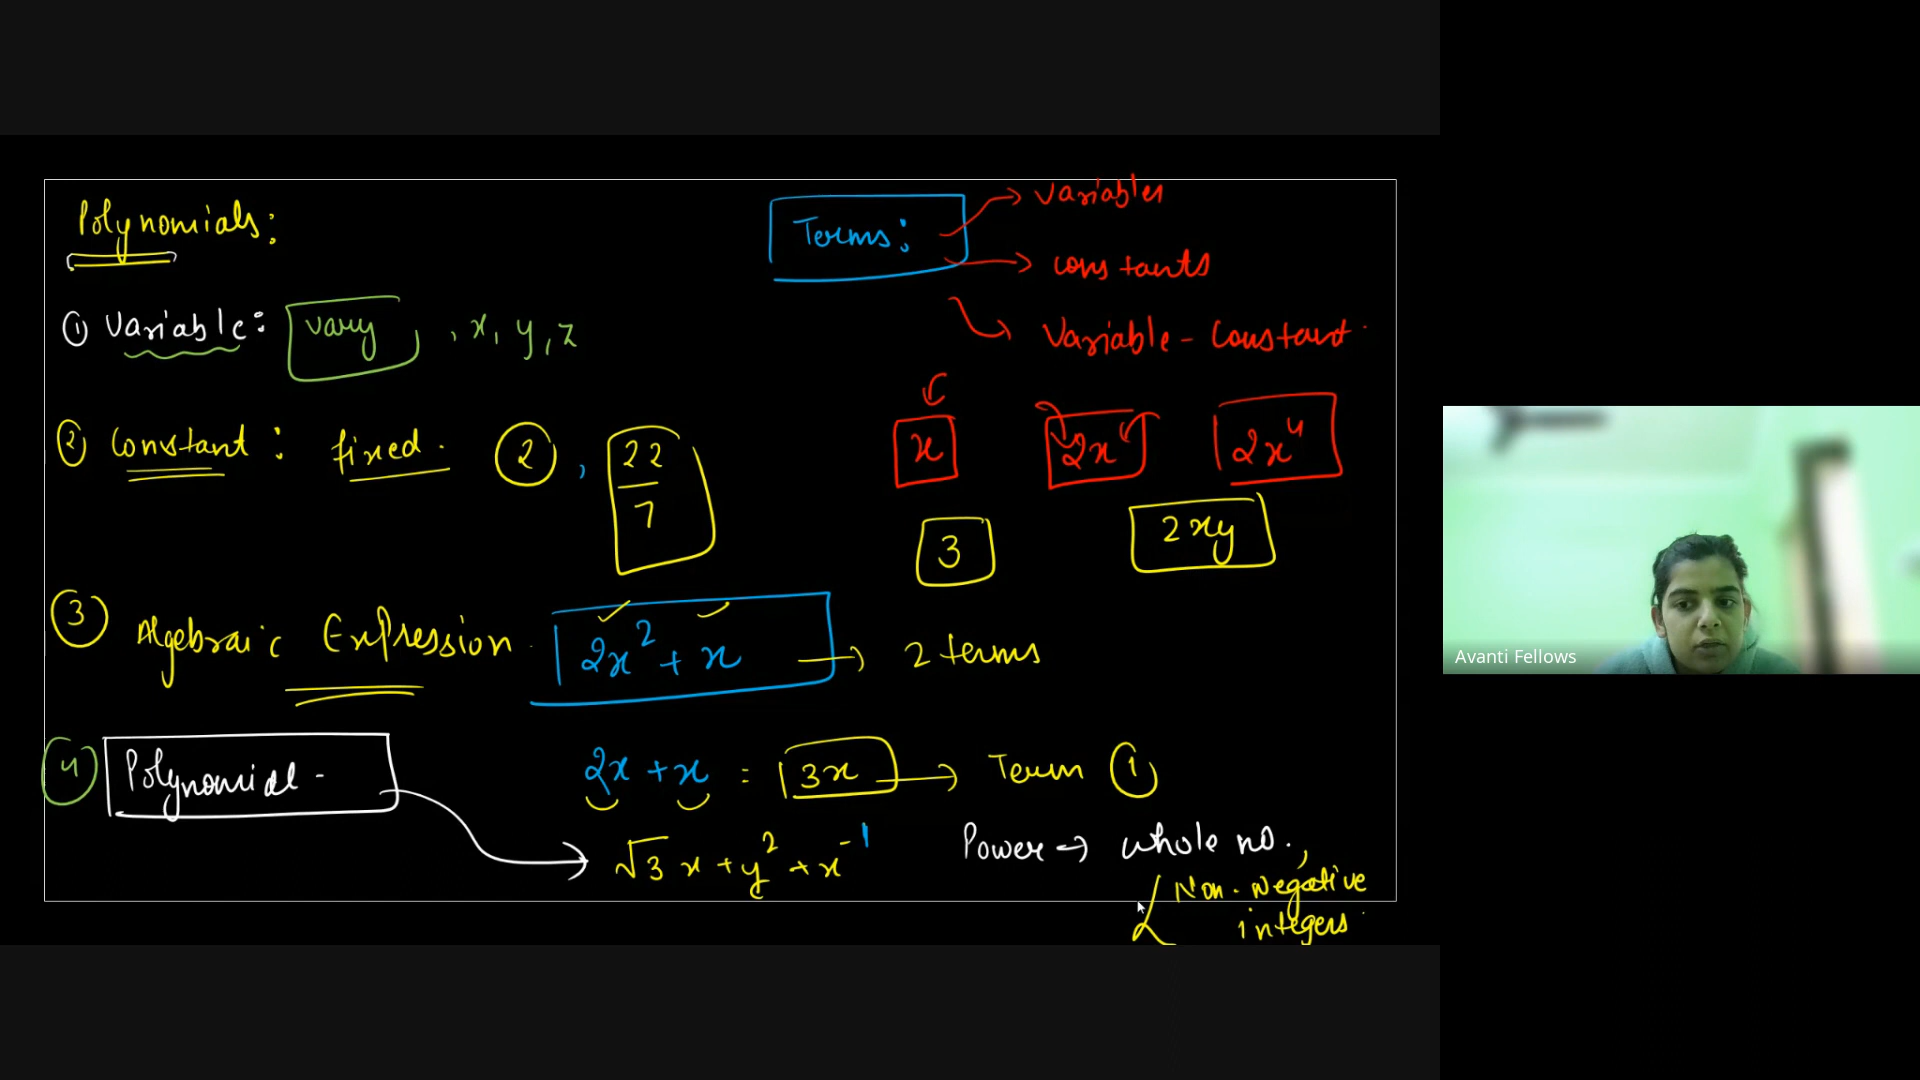 Polynomials:
Terms:
→ Variables
→ constants
→ Variable - Constant.
① Variable: vary , x, y, z
② Constant: fixed. 2 , 22/7
x 2x 2x⁴
3 2xy
③ Algebraic Expression. 2x² + x → 2 terms
④ Polynomial -
2x + x = 3x → Term ①
√3 x + y² + x⁻¹
Power → whole no.,
Non-Negative
integers.
Avanti Fellows